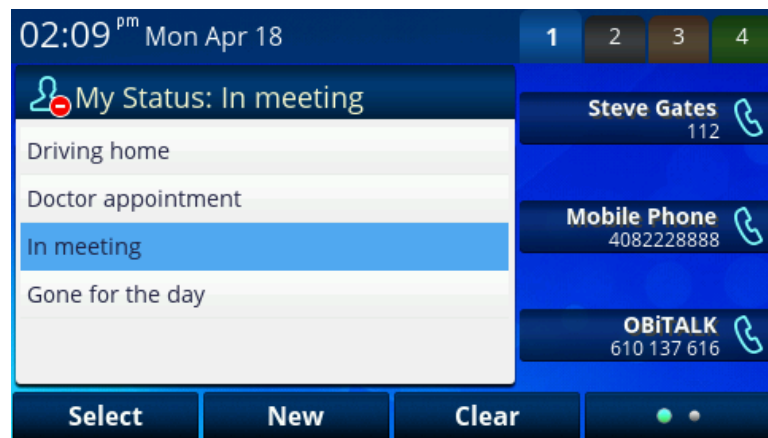 02:09 pm Mon Apr 18
1 2 3 4
My Status: In meeting
Driving home
Doctor appointment
In meeting
Gone for the day
Steve Gates
112
Mobile Phone
4082228888
OBiTALK
610 137 616
Select New Clear